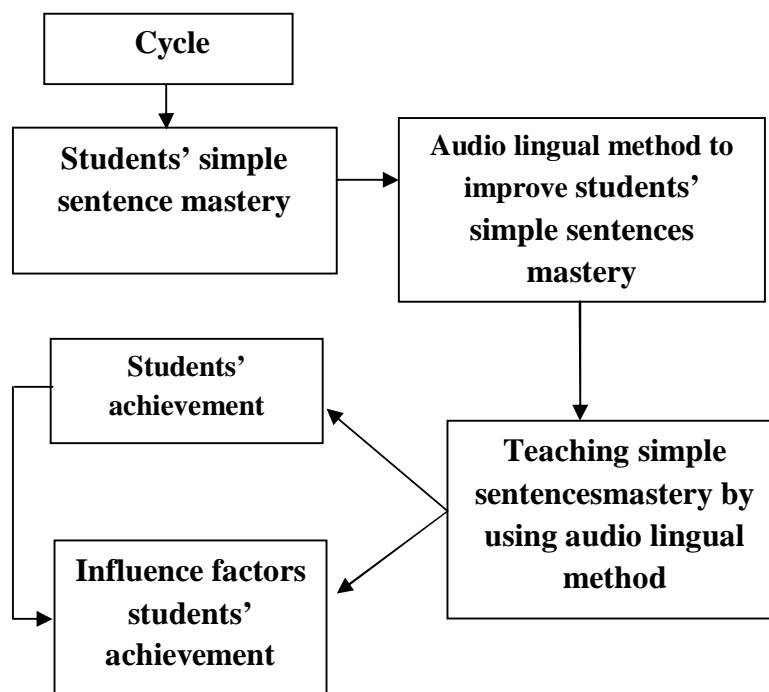 Cycle
Students’ simple
sentence mastery
Audio lingual method to
improve students’
simple sentences
mastery
Students’
achievement
Teaching simple
sentencesmastery by
using audio lingual
method
Influence factors
students’
achievement